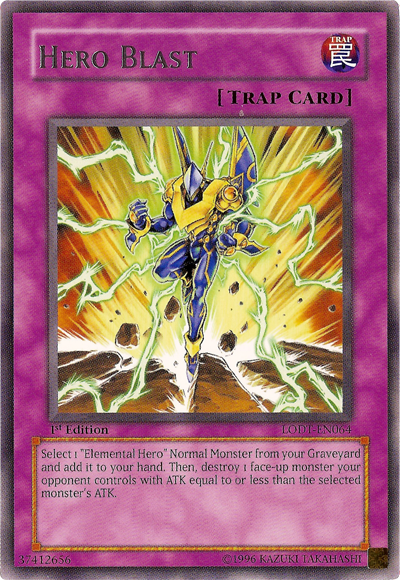 HERO BLAST
TRAP
罠
[TRAP CARD]
1st Edition
LODT-EN064
Select 1 "Elemental Hero" Normal Monster from your Graveyard
and add it to your hand. Then, destroy 1 face-up monster your
opponent controls with ATK equal to or less than the selected
monster's ATK.
37412656
©1996 KAZUKI TAKAHASHI